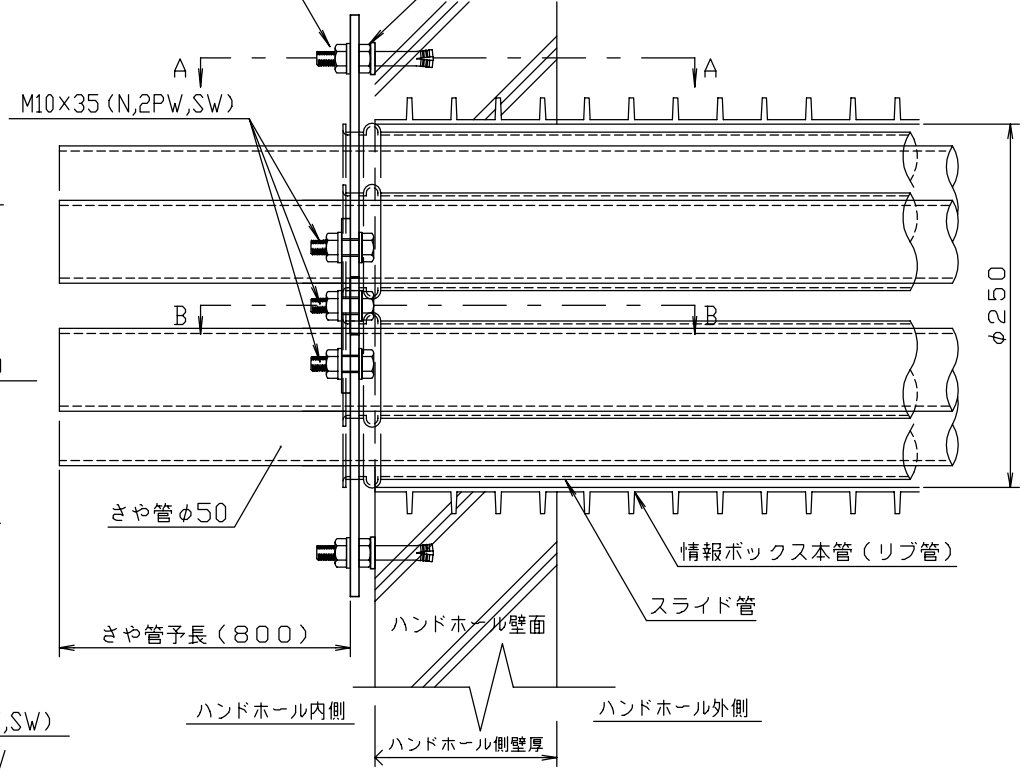 A
A
M10×35(N,2PW,SW)
B
B
φ250
さや管φ50
情報ボックス本管(リブ管)
スライド管
ハンドホール壁面
さや管予長(800)
ハンドホール内側
ハンドホール外側
,SW)
ハンドホール側壁厚